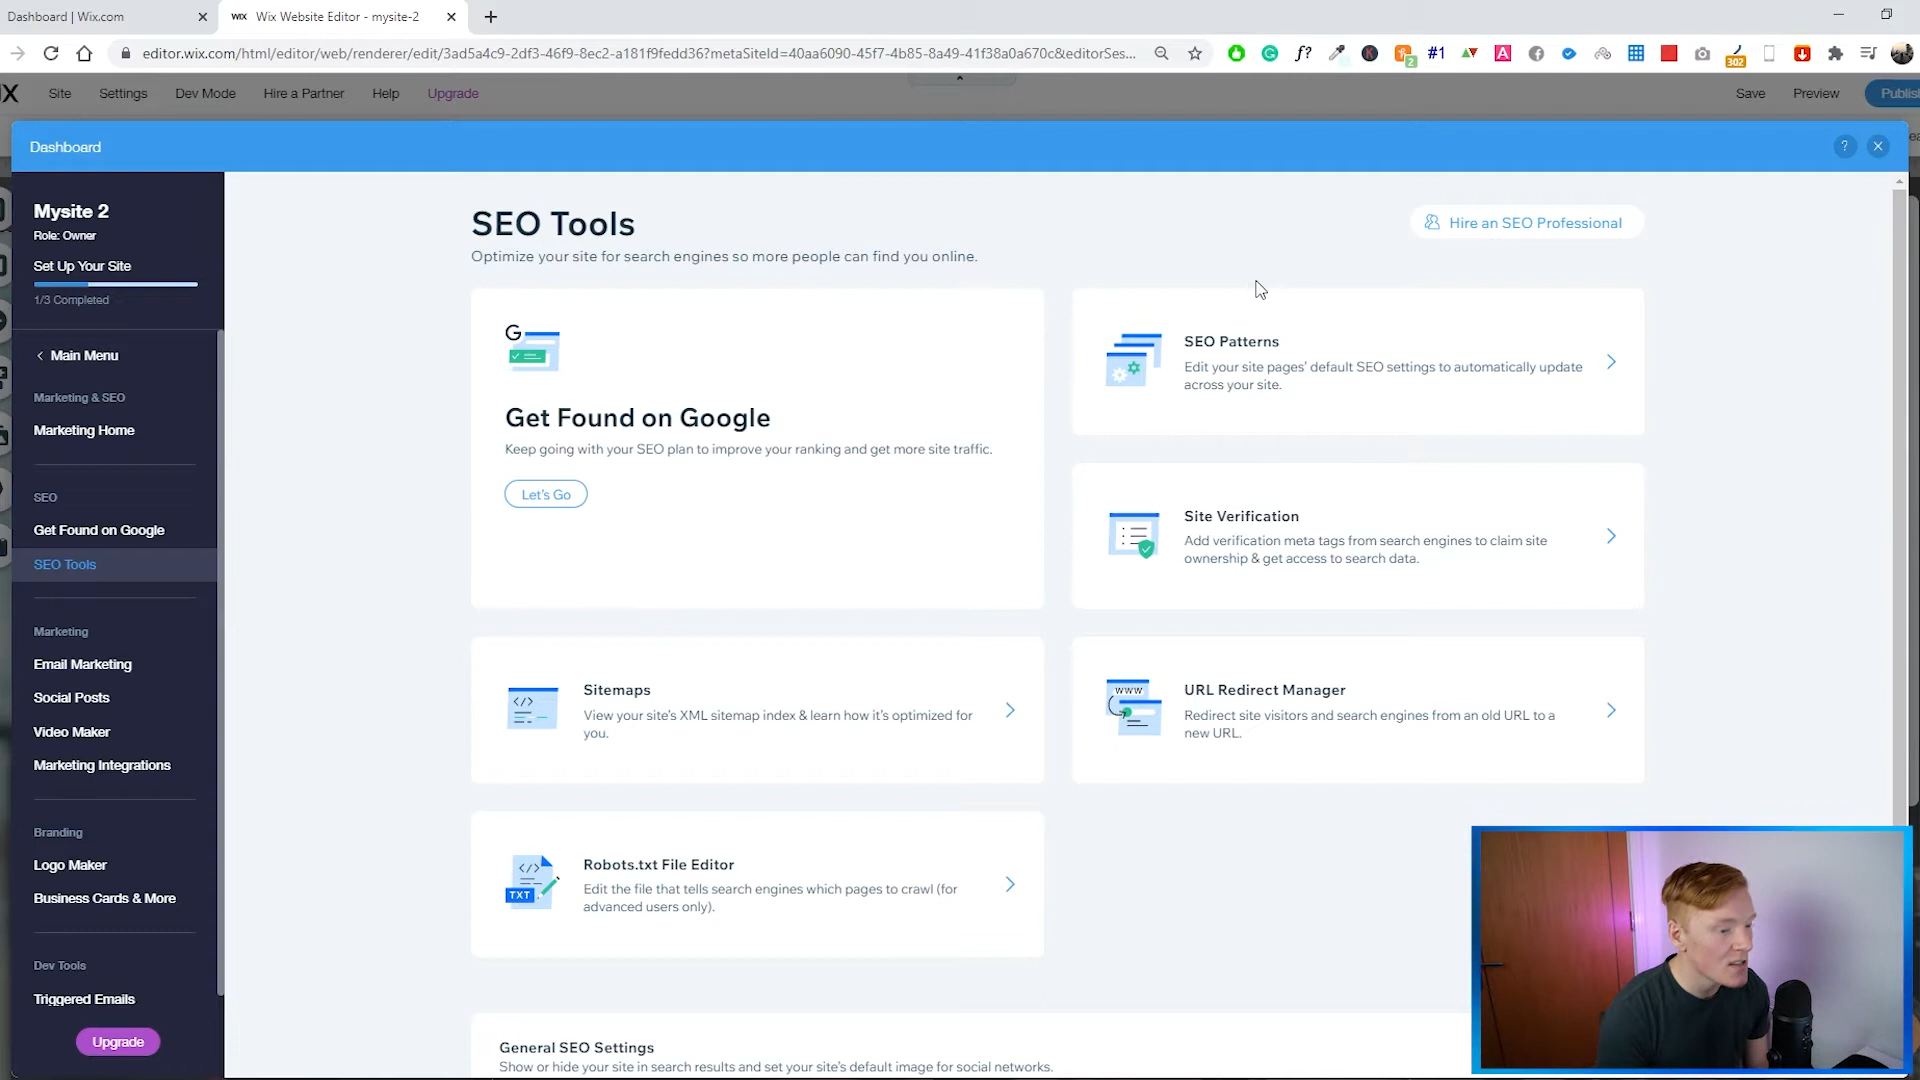 Dashboard | Wix.com
WIX Wix Website Editor - mysite-2
editor.wix.com/html/editor/web/renderer/edit/3ad5a4c9-2df3-46f9-8ec2-a181f9fedd36?metaSiteId=40aa6090-45f7-4b85-8a49-41f38a0a670c&editorSes...
f?
2
#1
A
302
IX Site Settings Dev Mode Hire a Partner Help Upgrade Save Preview Publis
Dashboard
?
Mysite 2
Role: Owner
Set Up Your Site
1/3 Completed
Main Menu
Marketing & SEO
Marketing Home
SEO
Get Found on Google
SEO Tools
Marketing
Email Marketing
Social Posts
Video Maker
Marketing Integrations
Branding
Logo Maker
Business Cards & More
Dev Tools
Triggered Emails
Upgrade
SEO Tools
Optimize your site for search engines so more people can find you online.
Hire an SEO Professional
G
Get Found on Google
Keep going with your SEO plan to improve your ranking and get more site traffic.
Let's Go
SEO Patterns
Edit your site pages' default SEO settings to automatically update
across your site.
Site Verification
Add verification meta tags from search engines to claim site
ownership & get access to search data.
</>
Sitemaps
View your site's XML sitemap index & learn how it's optimized for
you.
www
URL Redirect Manager
Redirect site visitors and search engines from an old URL to a
new URL.
</>
TXT
Robots.txt File Editor
Edit the file that tells search engines which pages to crawl (for
advanced users only).
General SEO Settings
Show or hide your site in search results and set your site's default image for social networks.